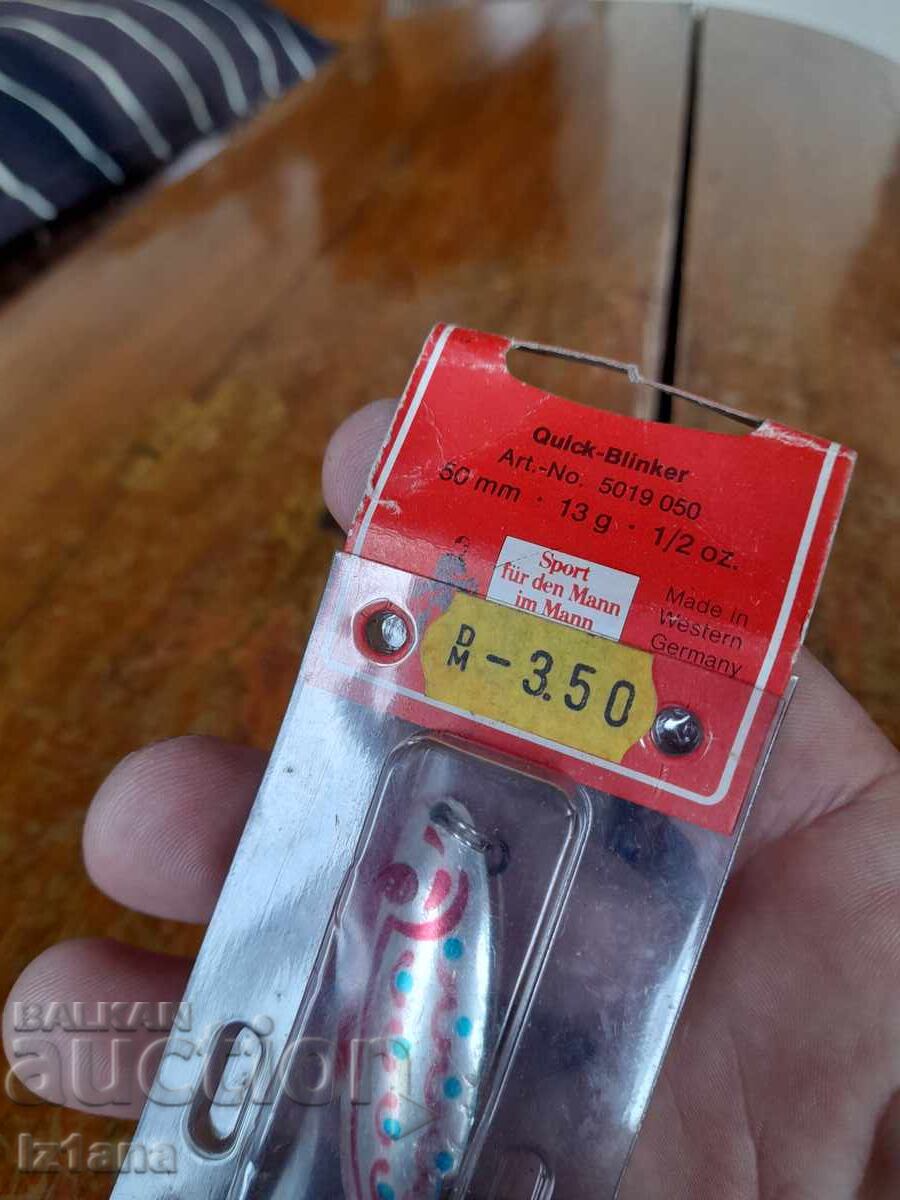 Quick-Blinker
Art.-No. 5019 050
50 mm · 13 g · 1/2 oz.
Sport
für den Mann
im Mann
Made in
Western
Germany
DM -3.50
BALKAN
auction
Iz1ana